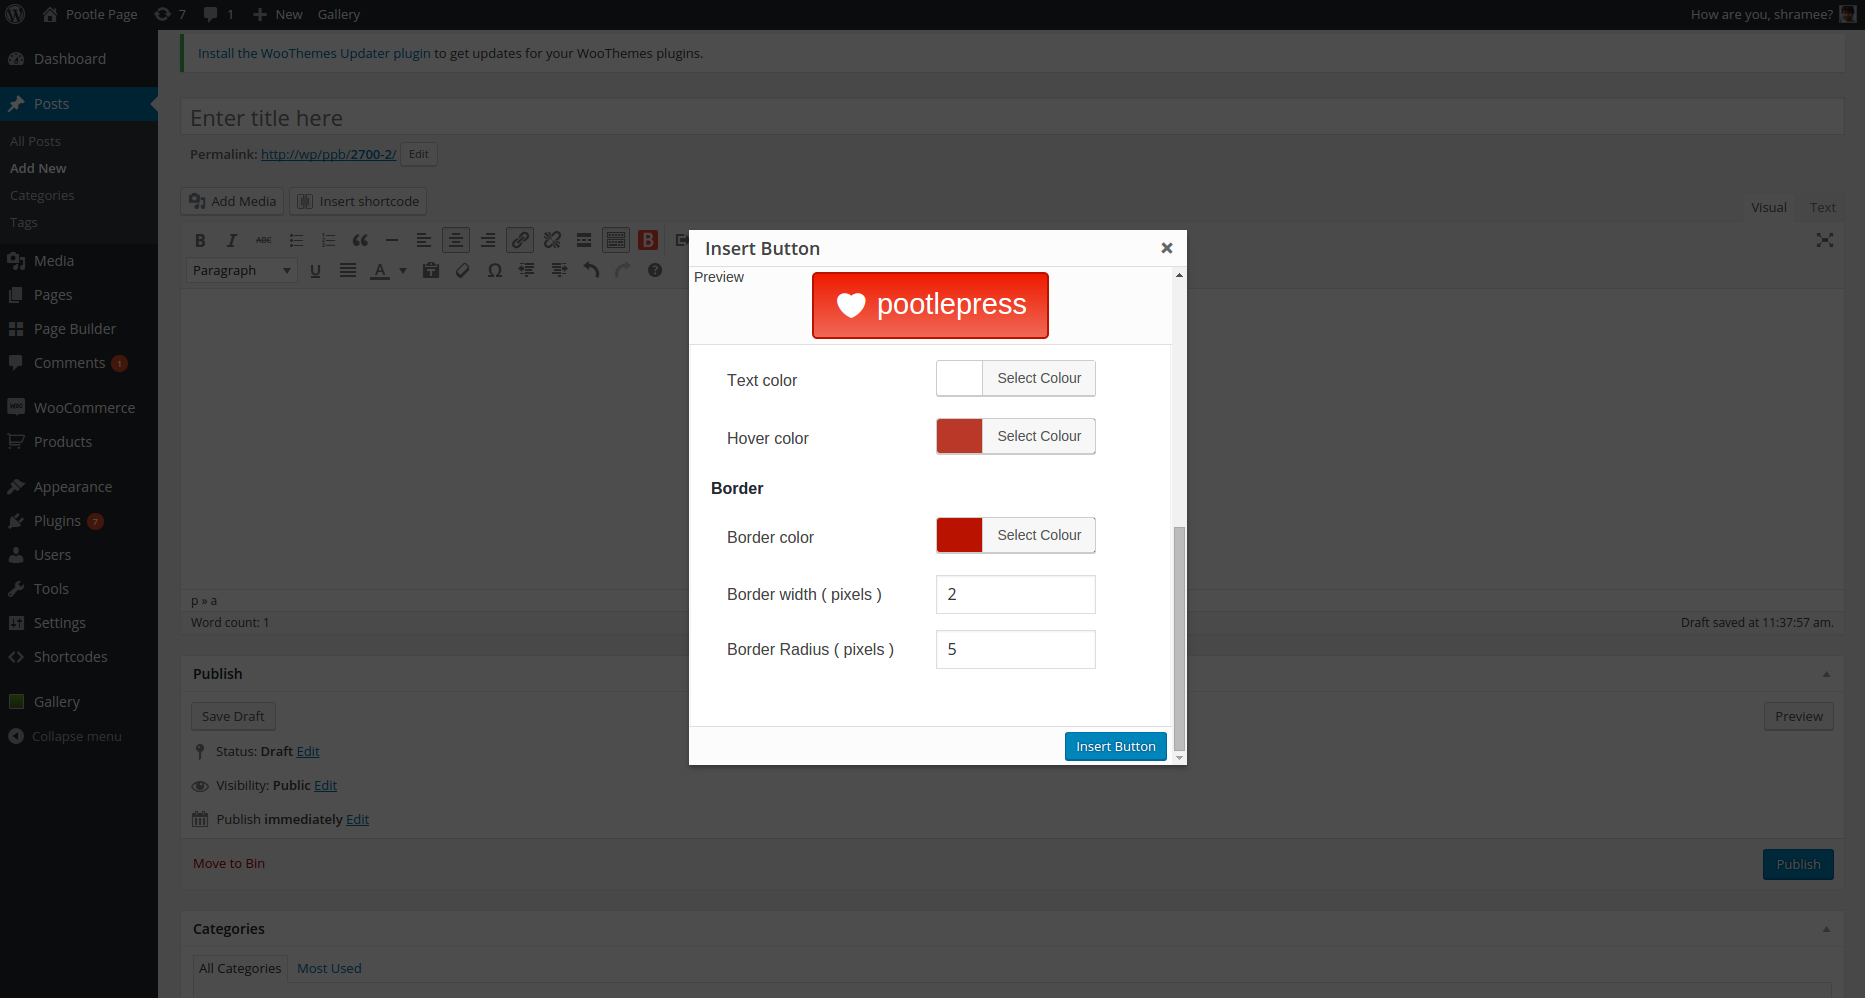 Pootle Page 7 1 New Gallery How are you, shramee?
Dashboard
Posts
All Posts
Add New
Categories
Tags
Media
Pages
Page Builder
Comments 1
WooCommerce
Products
Appearance
Plugins 7
Users
Tools
Settings
Shortcodes
Gallery
Collapse menu
Install the WooThemes Updater plugin to get updates for your WooThemes plugins.
Enter title here
Permalink: http://wp/ppb/2700-2/ Edit
Add Media Insert shortcode
Visual Text
B I ABC B
Paragraph U A Ω ?
p » a
Word count: 1
Draft saved at 11:37:57 am.
Insert Button ×
Preview
pootlepress
Text color Select Colour
Hover color Select Colour
Border
Border color Select Colour
Border width ( pixels ) 2
Border Radius ( pixels ) 5
Insert Button
Publish
Save Draft Preview
Status: Draft Edit
Visibility: Public Edit
Publish immediately Edit
Move to Bin Publish
Categories
All Categories Most Used